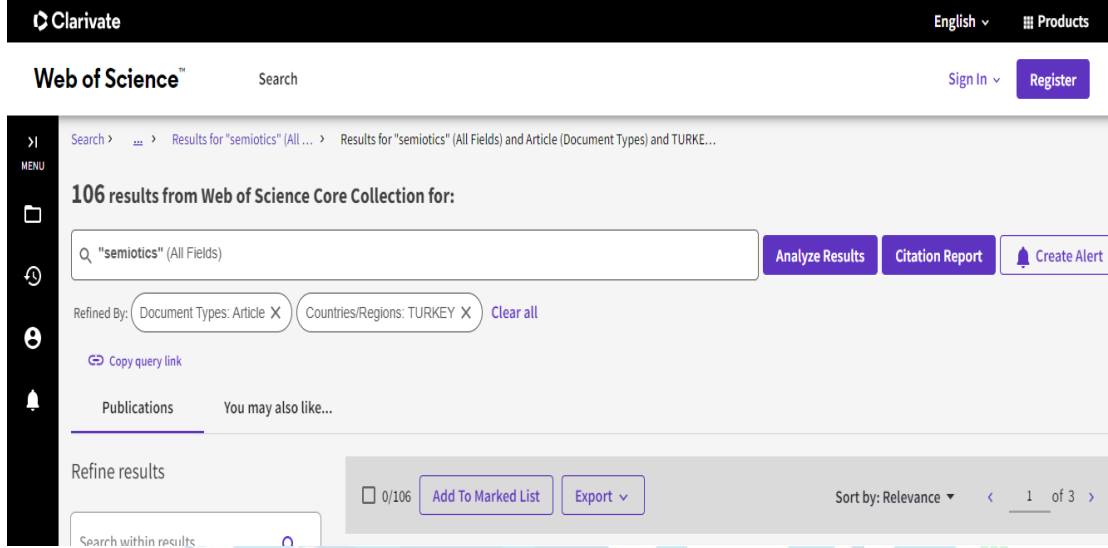 Clarivate
English
Products
Web of Science™
Search
Sign In
Register
MENU
Search > ... > Results for "semiotics" (All ... > Results for "semiotics" (All Fields) and Article (Document Types) and TURKE...
106 results from Web of Science Core Collection for:
"semiotics" (All Fields)
Analyze Results
Citation Report
Create Alert
Refined By: Document Types: Article X Countries/Regions: TURKEY X Clear all
Copy query link
Publications
You may also like...
Refine results
0/106
Add To Marked List
Export
Sort by: Relevance
< 1 of 3 >
Search within results